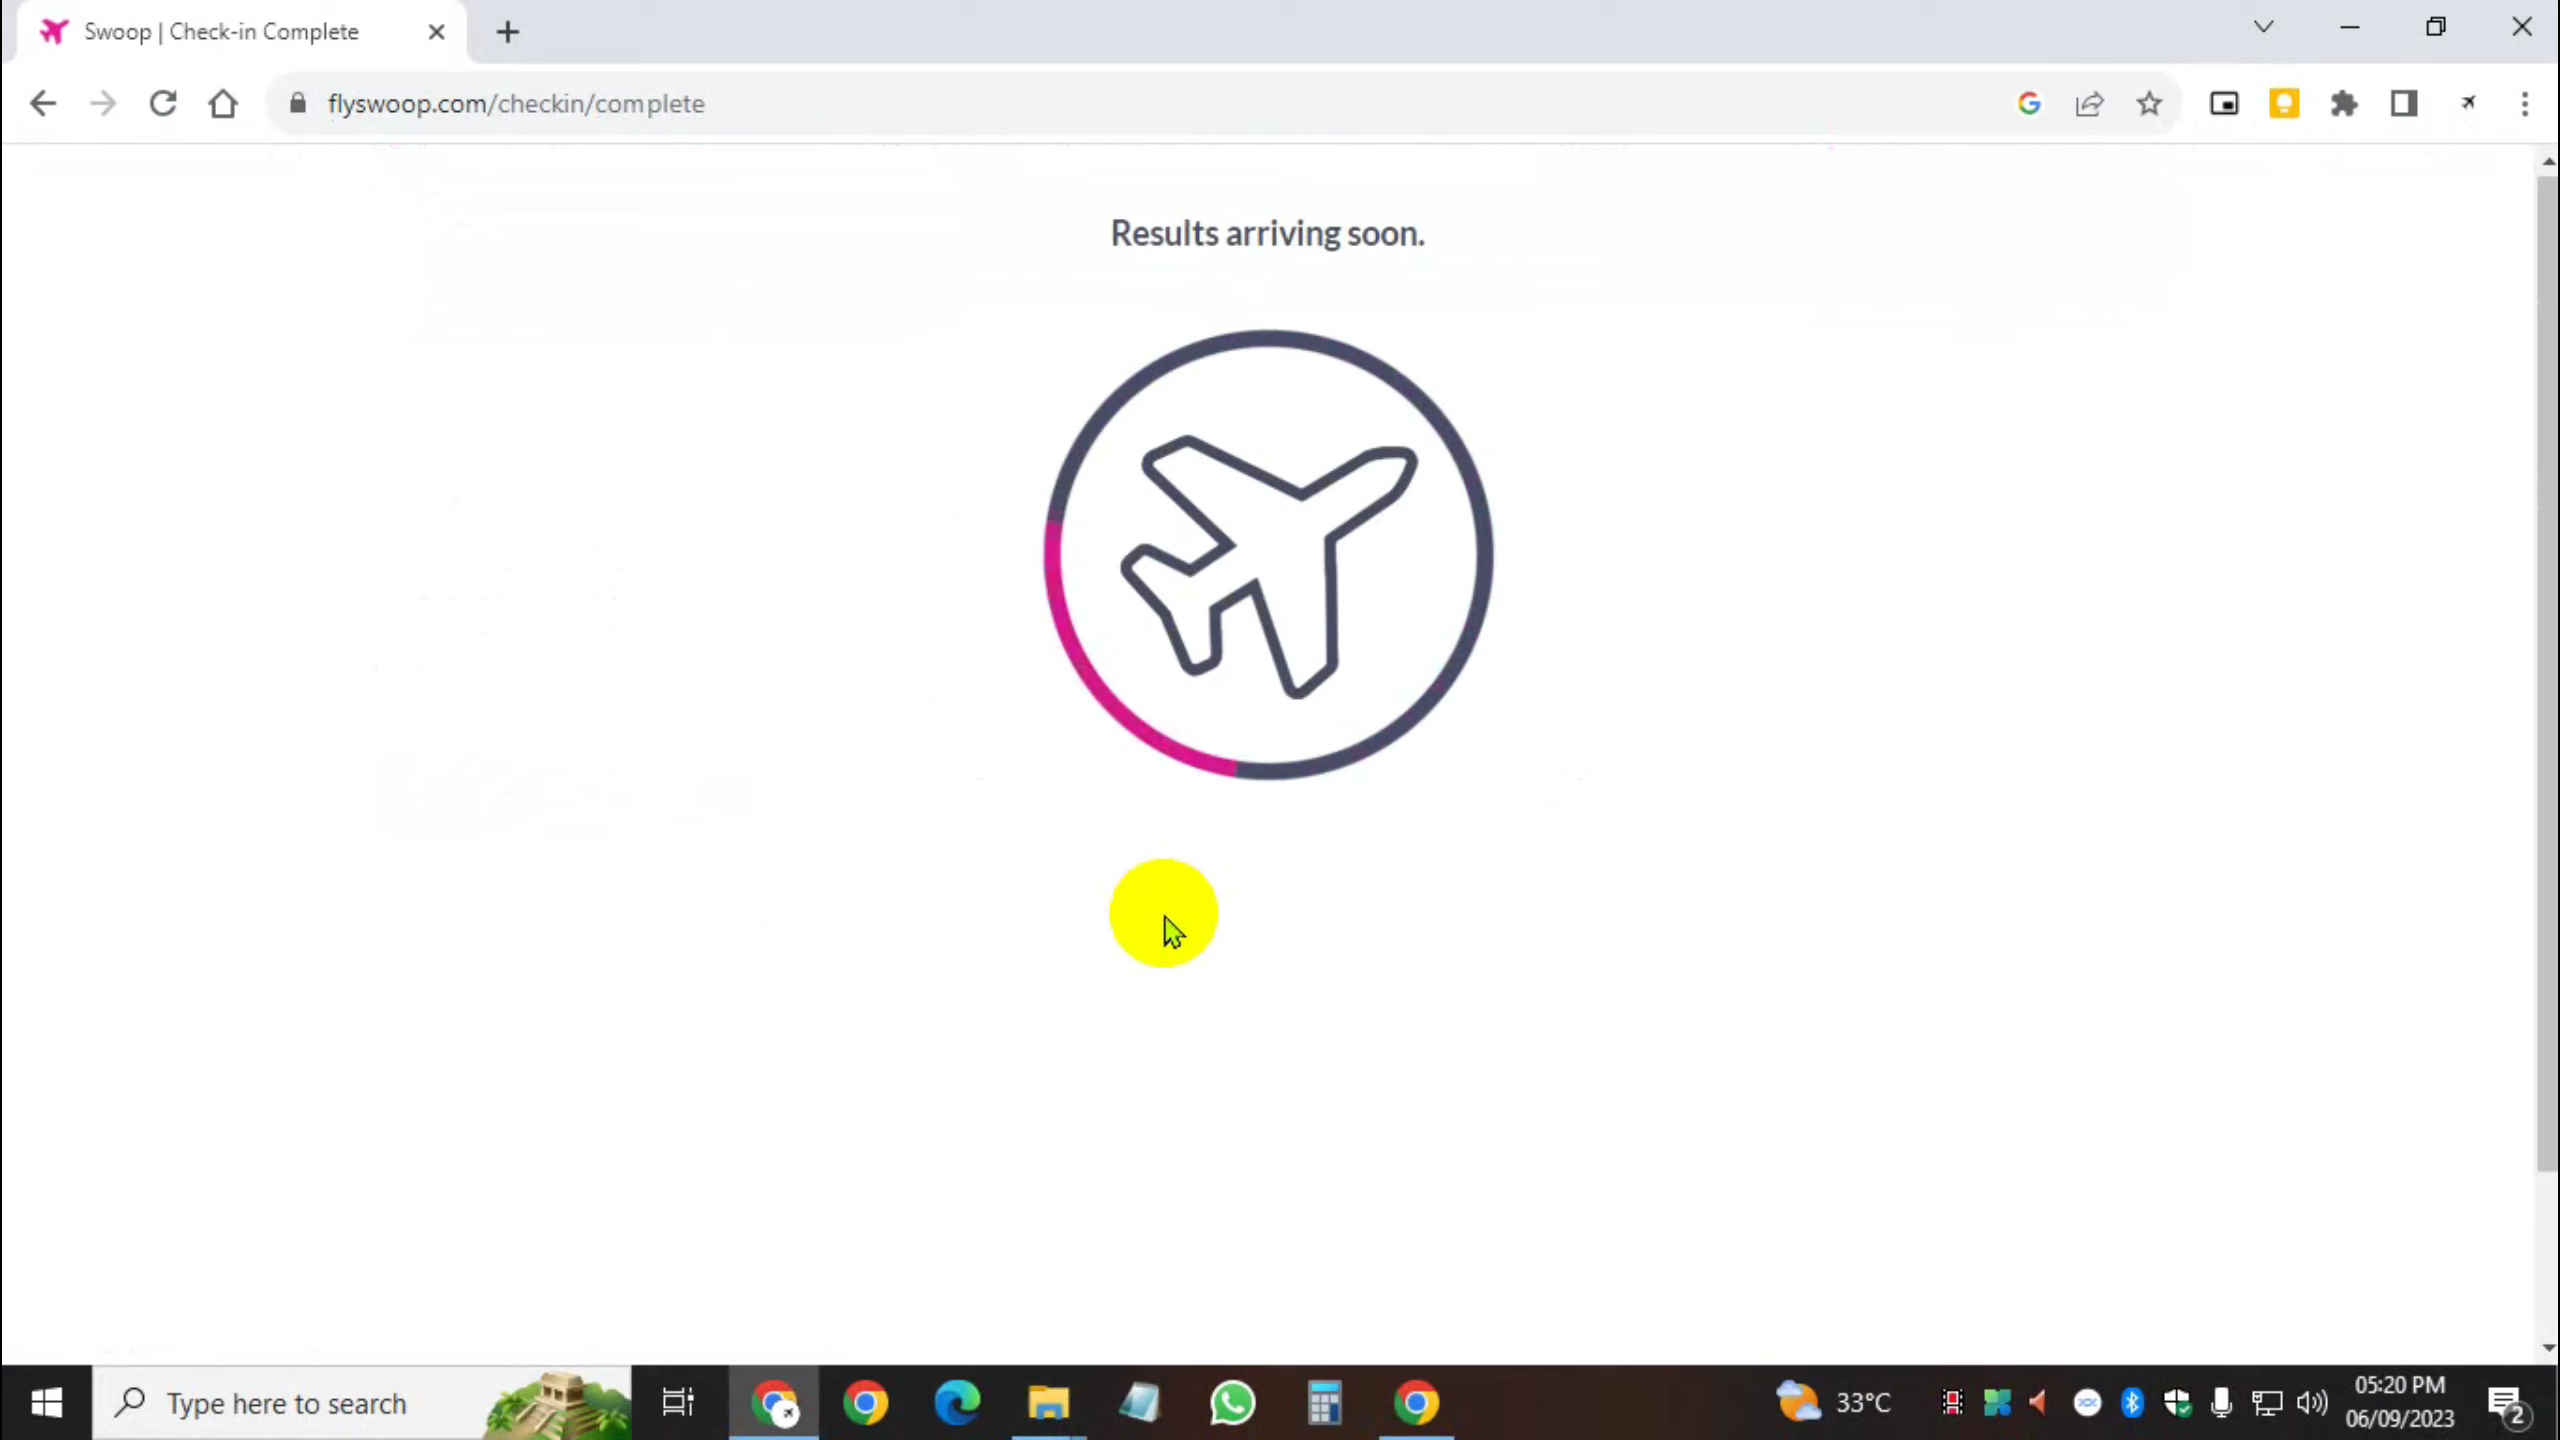 Swoop | Check-in Complete
flyswoop.com/checkin/complete
Results arriving soon.
Type here to search
33°C
05:20 PM
06/09/2023
2